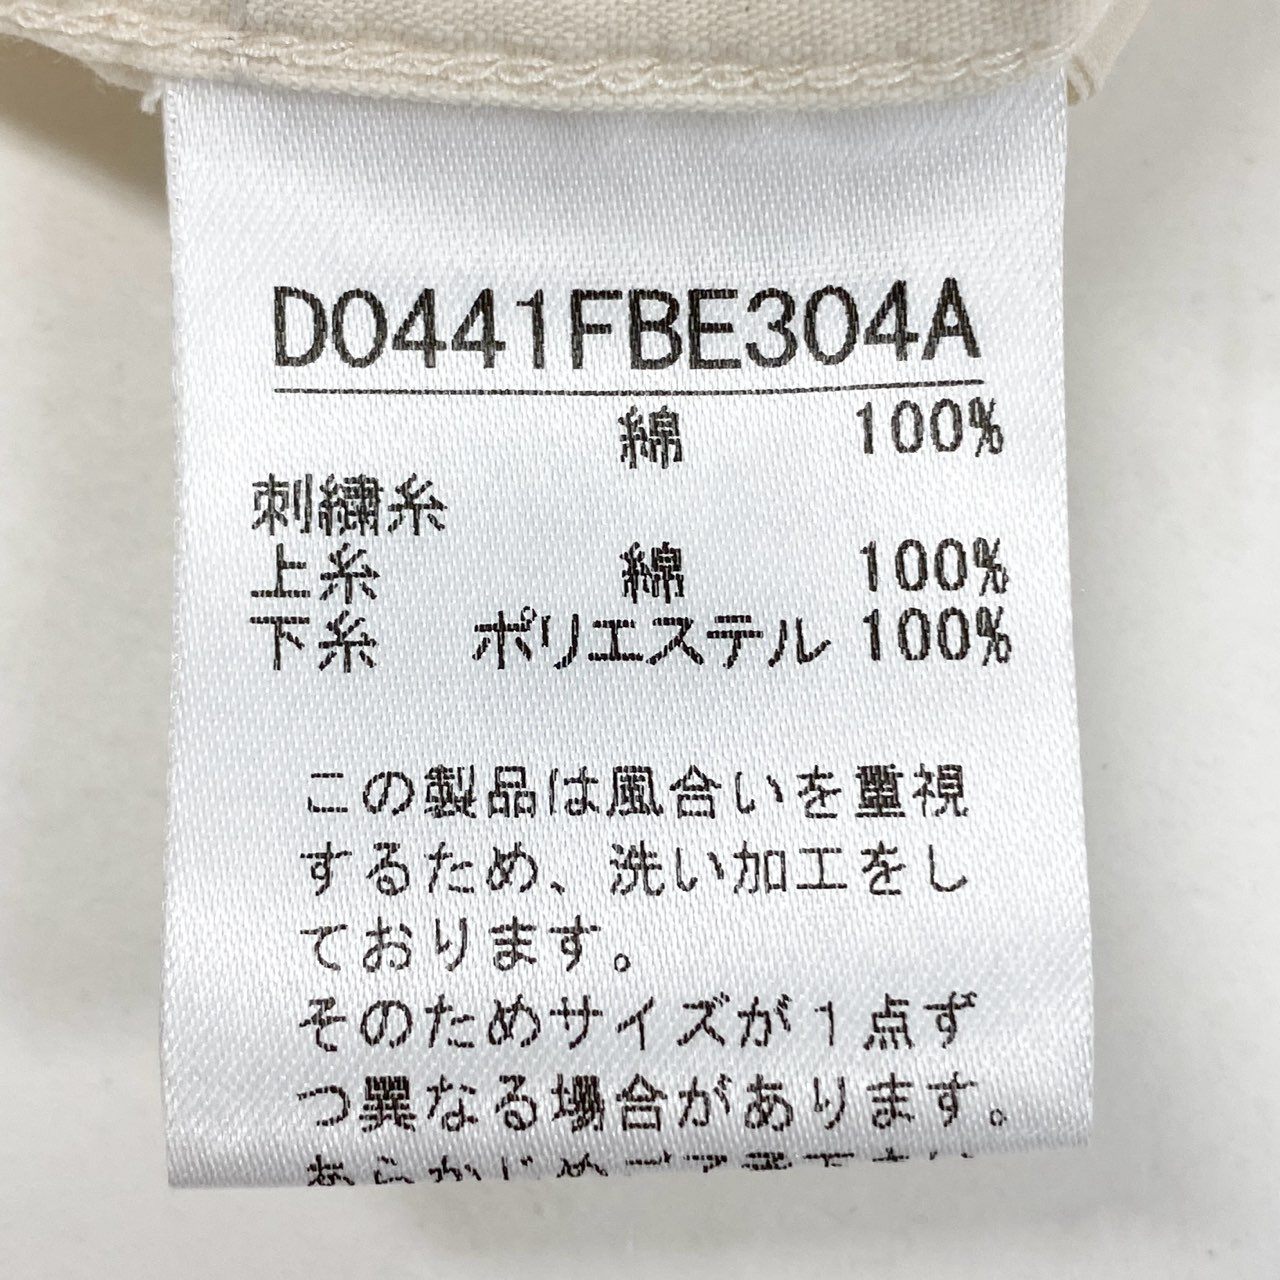 D0441FBE304A
綿 100%
刺繍糸
上糸 綿 100%
下糸 ポリエステル 100%
この製品は風合いを重視
するため、洗い加工をし
ております。
そのためサイズが1点ず
つ異なる場合があります。